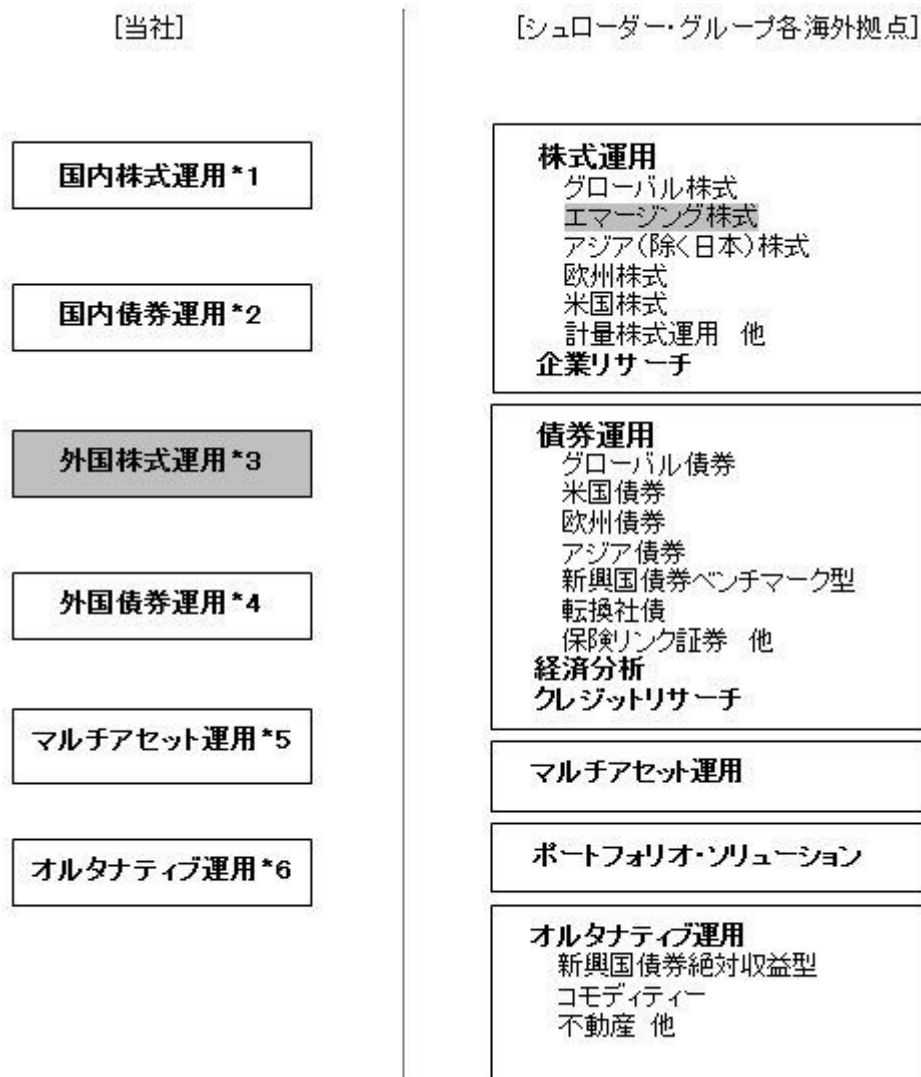 [当社]
国内株式運用*1
国内債券運用*2
外国株式運用*3
外国債券運用*4
マルチアセット運用*5
オルタナティブ運用*6
[シュローダー・グループ各海外拠点]
株式運用
グローバル株式
エマージング株式
アジア(除く日本)株式
欧州株式
米国株式
計量株式運用 他
企業リサーチ
債券運用
グローバル債券
米国債券
欧州債券
アジア債券
新興国債券ベンチマーク型
転換社債
保険リンク証券 他
経済分析
クレジットリサーチ
マルチアセット運用
ポートフォリオ・ソリューション
オルタナティブ運用
新興国債券絶対収益型
コモディティー
不動産 他